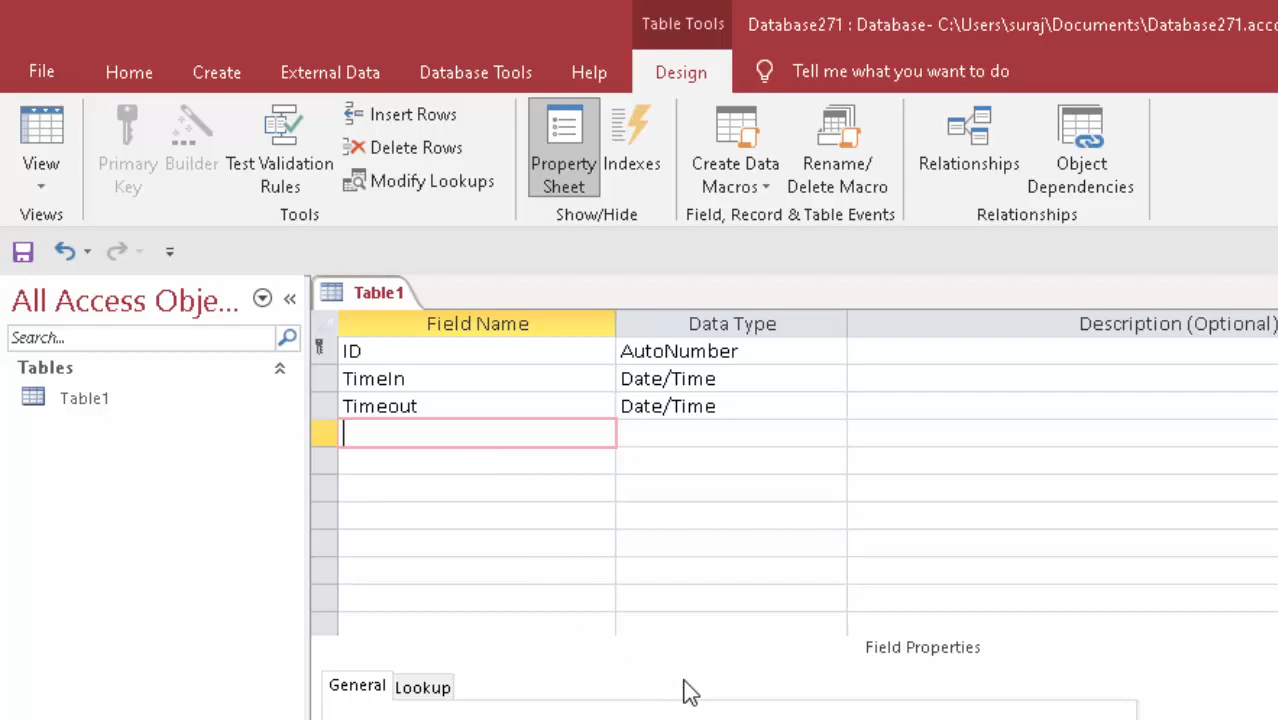 Table Tools
Database271 : Database- C:\Users\suraj\Documents\Database271.acc
File Home Create External Data Database Tools Help Design Tell me what you want to do
View
Primary Key
Builder
Test Validation Rules
Insert Rows
Delete Rows
Modify Lookups
Property Sheet
Indexes
Create Data Macros
Rename/ Delete Macro
Relationships
Object Dependencies
Views Tools Show/Hide Field, Record & Table Events Relationships
All Access Obje...
Search...
Tables
Table1
Table1
Field Name Data Type Description (Optional)
ID AutoNumber
TimeIn Date/Time
Timeout Date/Time
Field Properties
General Lookup